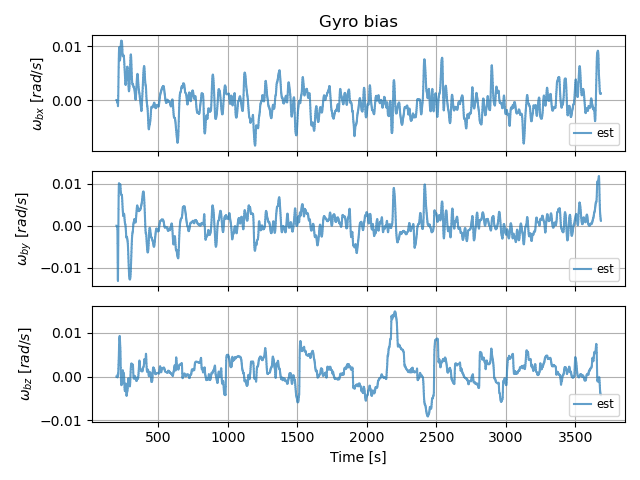 Gyro bias
0.01
0.00
ω_bx [rad/s]
est
0.01
0.00
−0.01
ω_by [rad/s]
est
0.01
0.00
−0.01
ω_bz [rad/s]
est
500 1000 1500 2000 2500 3000 3500
Time [s]